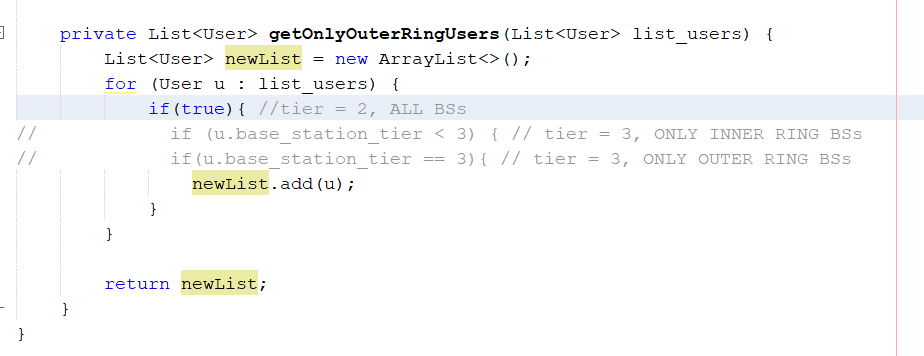 private List<User> getOnlyOuterRingUsers(List<User> list_users) {
List<User> newList = new ArrayList<>();
for (User u : list_users) {
if(true){ //tier = 2, ALL BSs
// if (u.base_station_tier < 3) { // tier = 3, ONLY INNER RING BSs
// if(u.base_station_tier == 3){ // tier = 3, ONLY OUTER RING BSs
newList.add(u);
}
}
return newList;
}
}